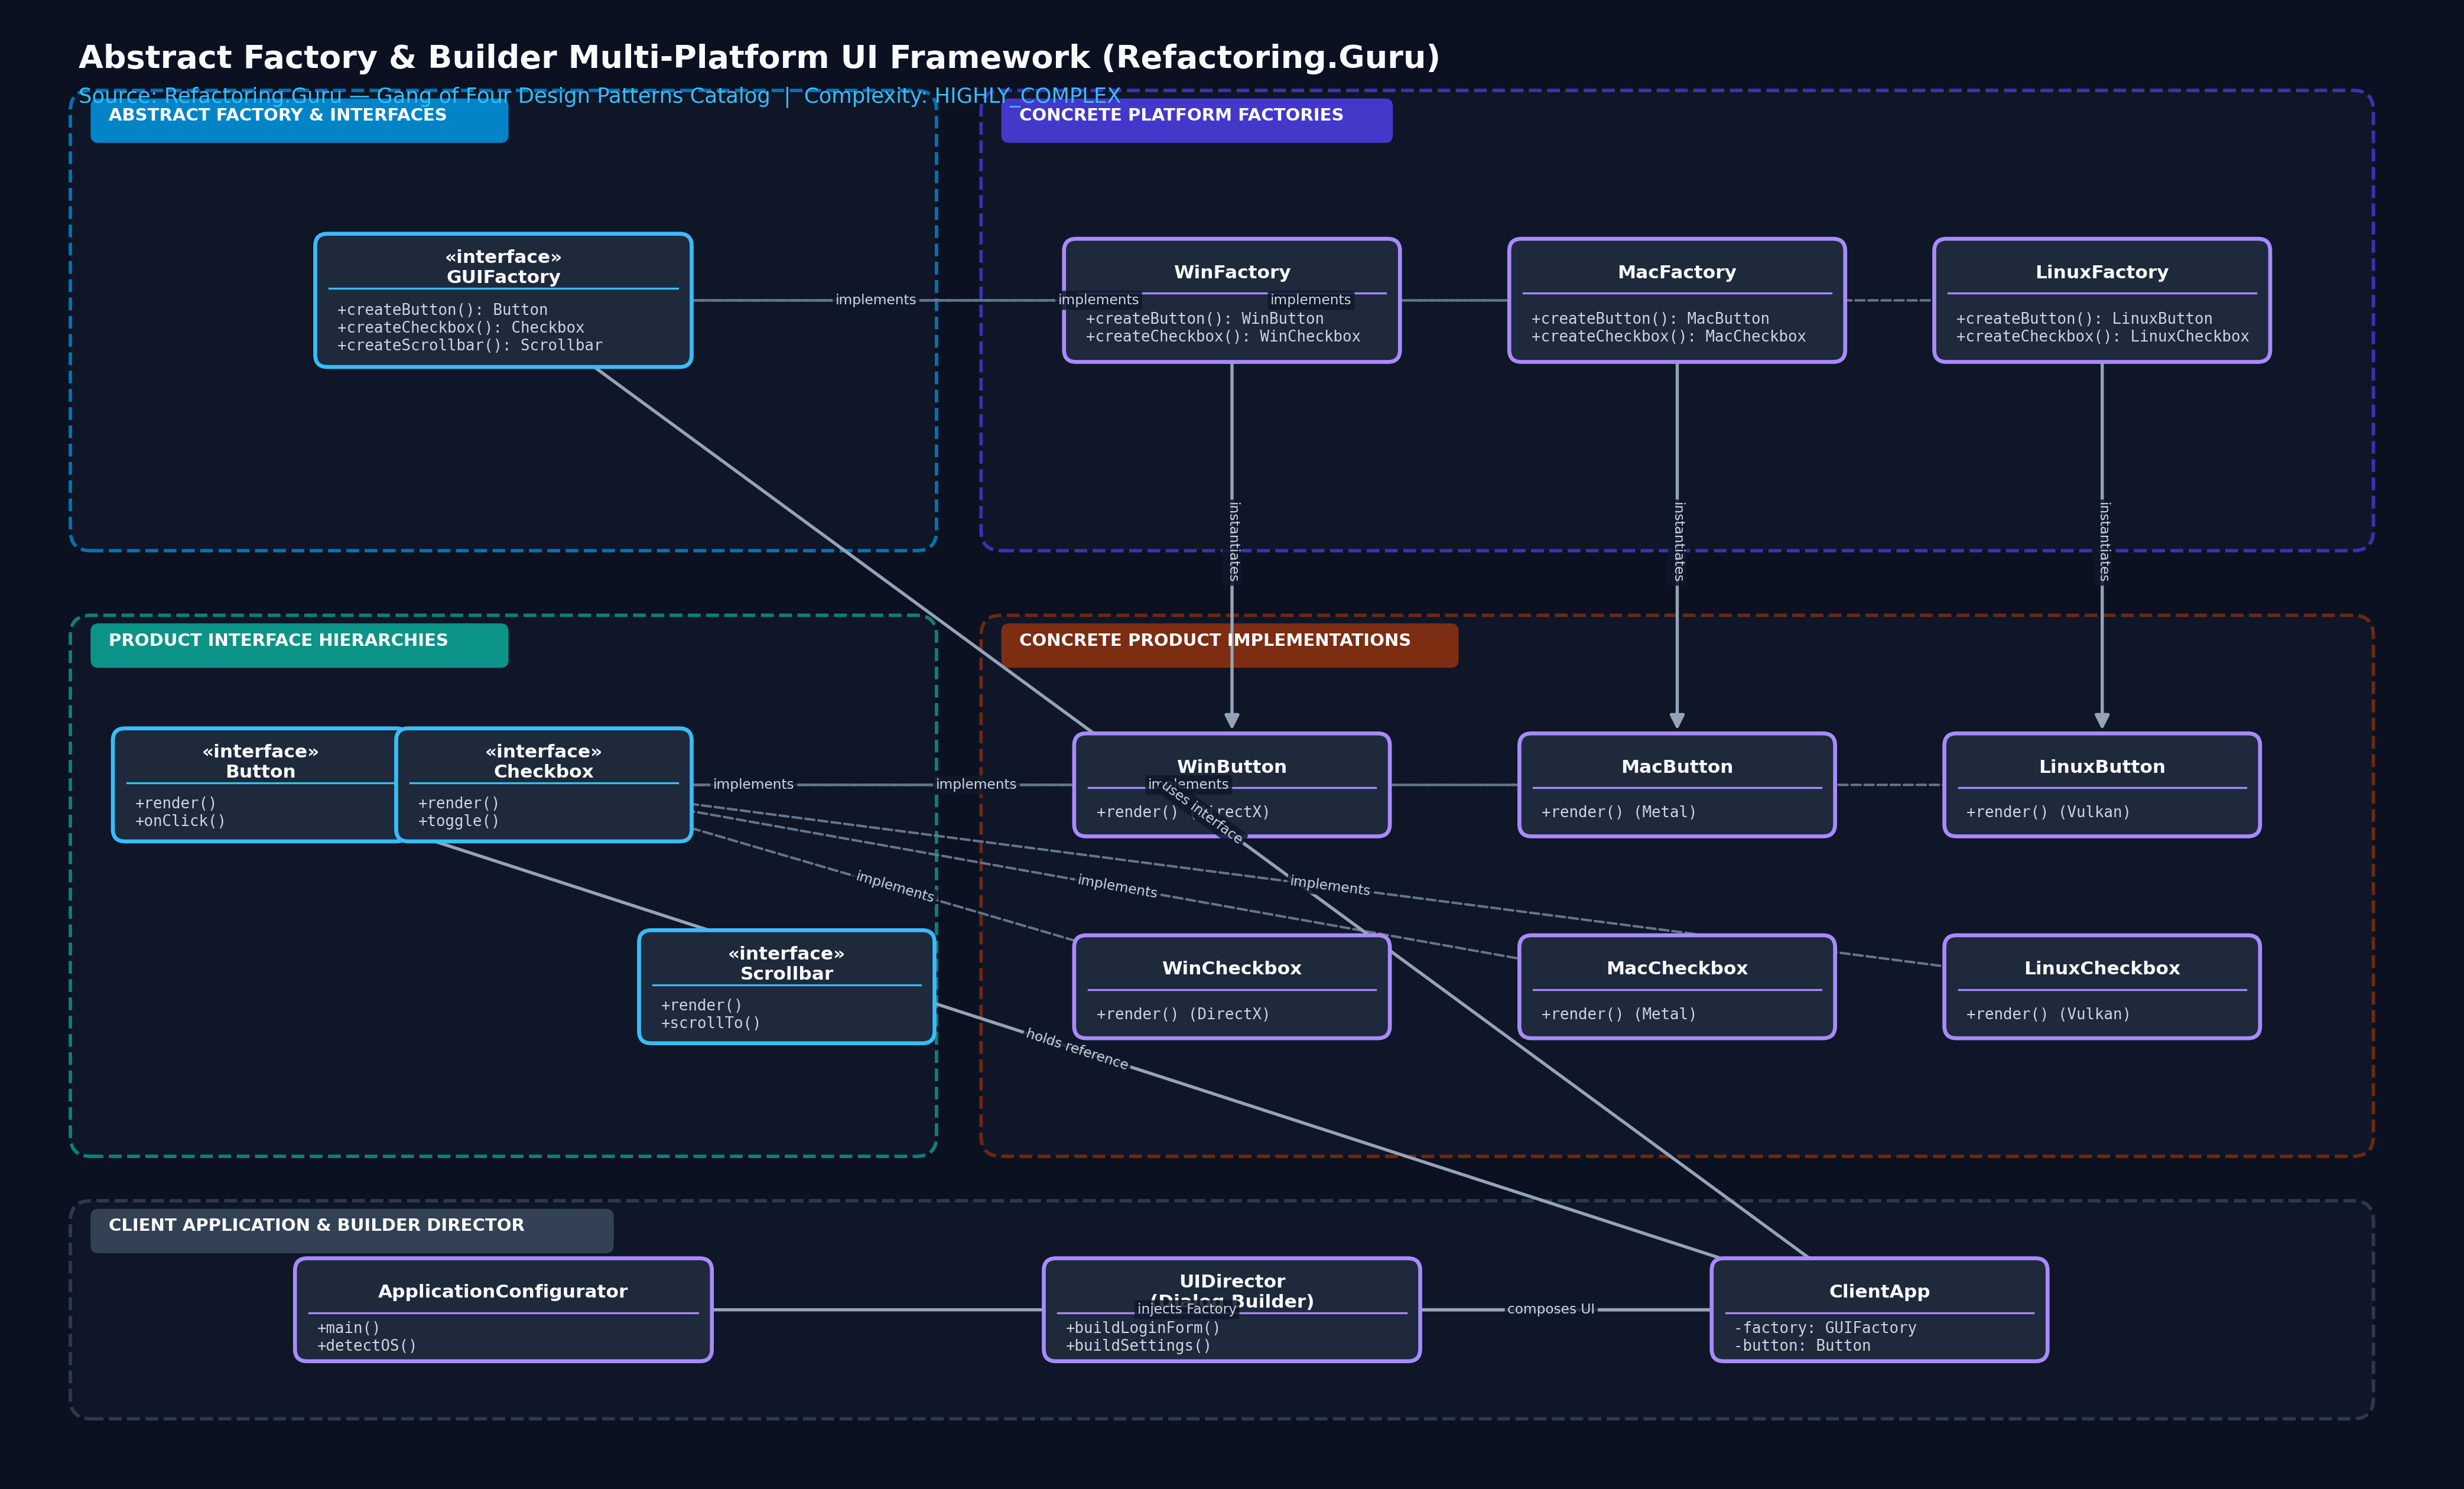 Abstract Factory & Builder Multi-Platform UI Framework (Refactoring.Guru)
Source: Refactoring.Guru — Gang of Four Design Patterns Catalog | Complexity: HIGHLY_COMPLEX
ABSTRACT FACTORY & INTERFACES
CONCRETE PLATFORM FACTORIES
«interface»
GUIFactory
+createButton(): Button
+createCheckbox(): Checkbox
+createScrollbar(): Scrollbar
implements
implements
implements
WinFactory
+createButton(): WinButton
+createCheckbox(): WinCheckbox
MacFactory
+createButton(): MacButton
+createCheckbox(): MacCheckbox
LinuxFactory
+createButton(): LinuxButton
+createCheckbox(): LinuxCheckbox
instantiates
instantiates
instantiates
PRODUCT INTERFACE HIERARCHIES
CONCRETE PRODUCT IMPLEMENTATIONS
«interface»
Button
+render()
+onClick()
«interface»
Checkbox
+render()
+toggle()
implements
implements
implements
WinButton
+render() (DirectX)
uses interface
MacButton
+render() (Metal)
LinuxButton
+render() (Vulkan)
implements
implements
implements
«interface»
Scrollbar
+render()
+scrollTo()
WinCheckbox
+render() (DirectX)
MacCheckbox
+render() (Metal)
LinuxCheckbox
+render() (Vulkan)
holds reference
CLIENT APPLICATION & BUILDER DIRECTOR
ApplicationConfigurator
+main()
+detectOS()
UIDirector
(Dialog Builder)
injects Factory
+buildLoginForm()
+buildSettings()
composes UI
ClientApp
-factory: GUIFactory
-button: Button